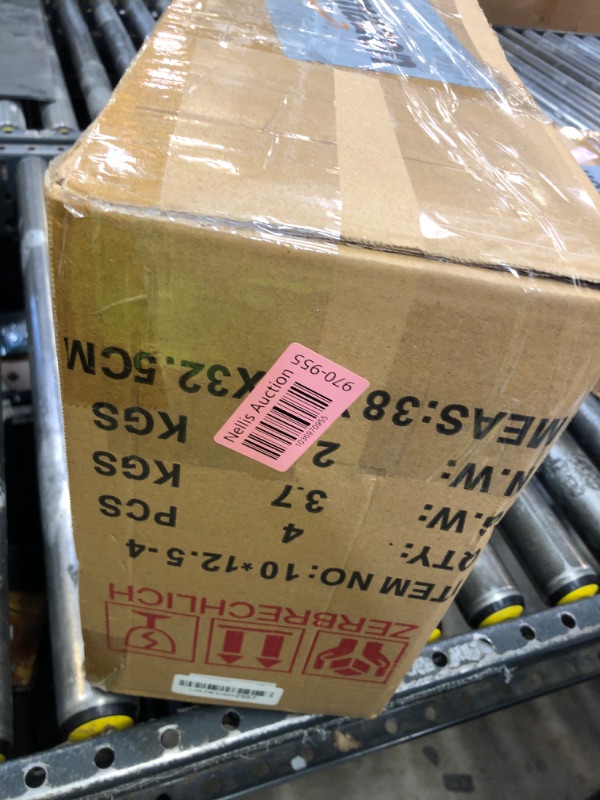 ZERBRECHLICH
ITEM NO: 10*12.5-4
QTY: 4 PCS
G.W: 3.7 KGS
N.W: 2 KGS
MEAS:38 X32.5CM
Nellis Auction
970-955
1036970955